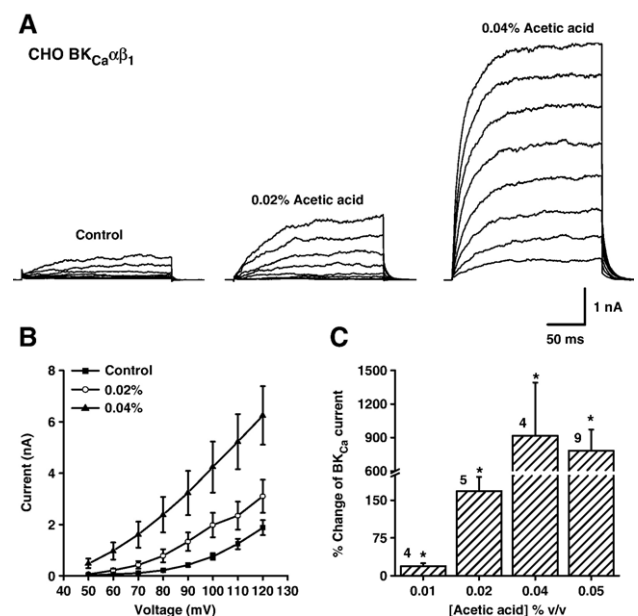 A
CHO BKCaαβ1
Control
0.02% Acetic acid
0.04% Acetic acid
1 nA
50 ms
B
Control
0.02%
0.04%
8
6
4
2
0
Current (nA)
40 50 60 70 80 90 100 110 120 130
Voltage (mV)
C
1500
1200
900
600
150
75
0
% Change of BKCa current
4 *
5 *
4 *
9 *
0.01 0.02 0.04 0.05
[Acetic acid] % v/v